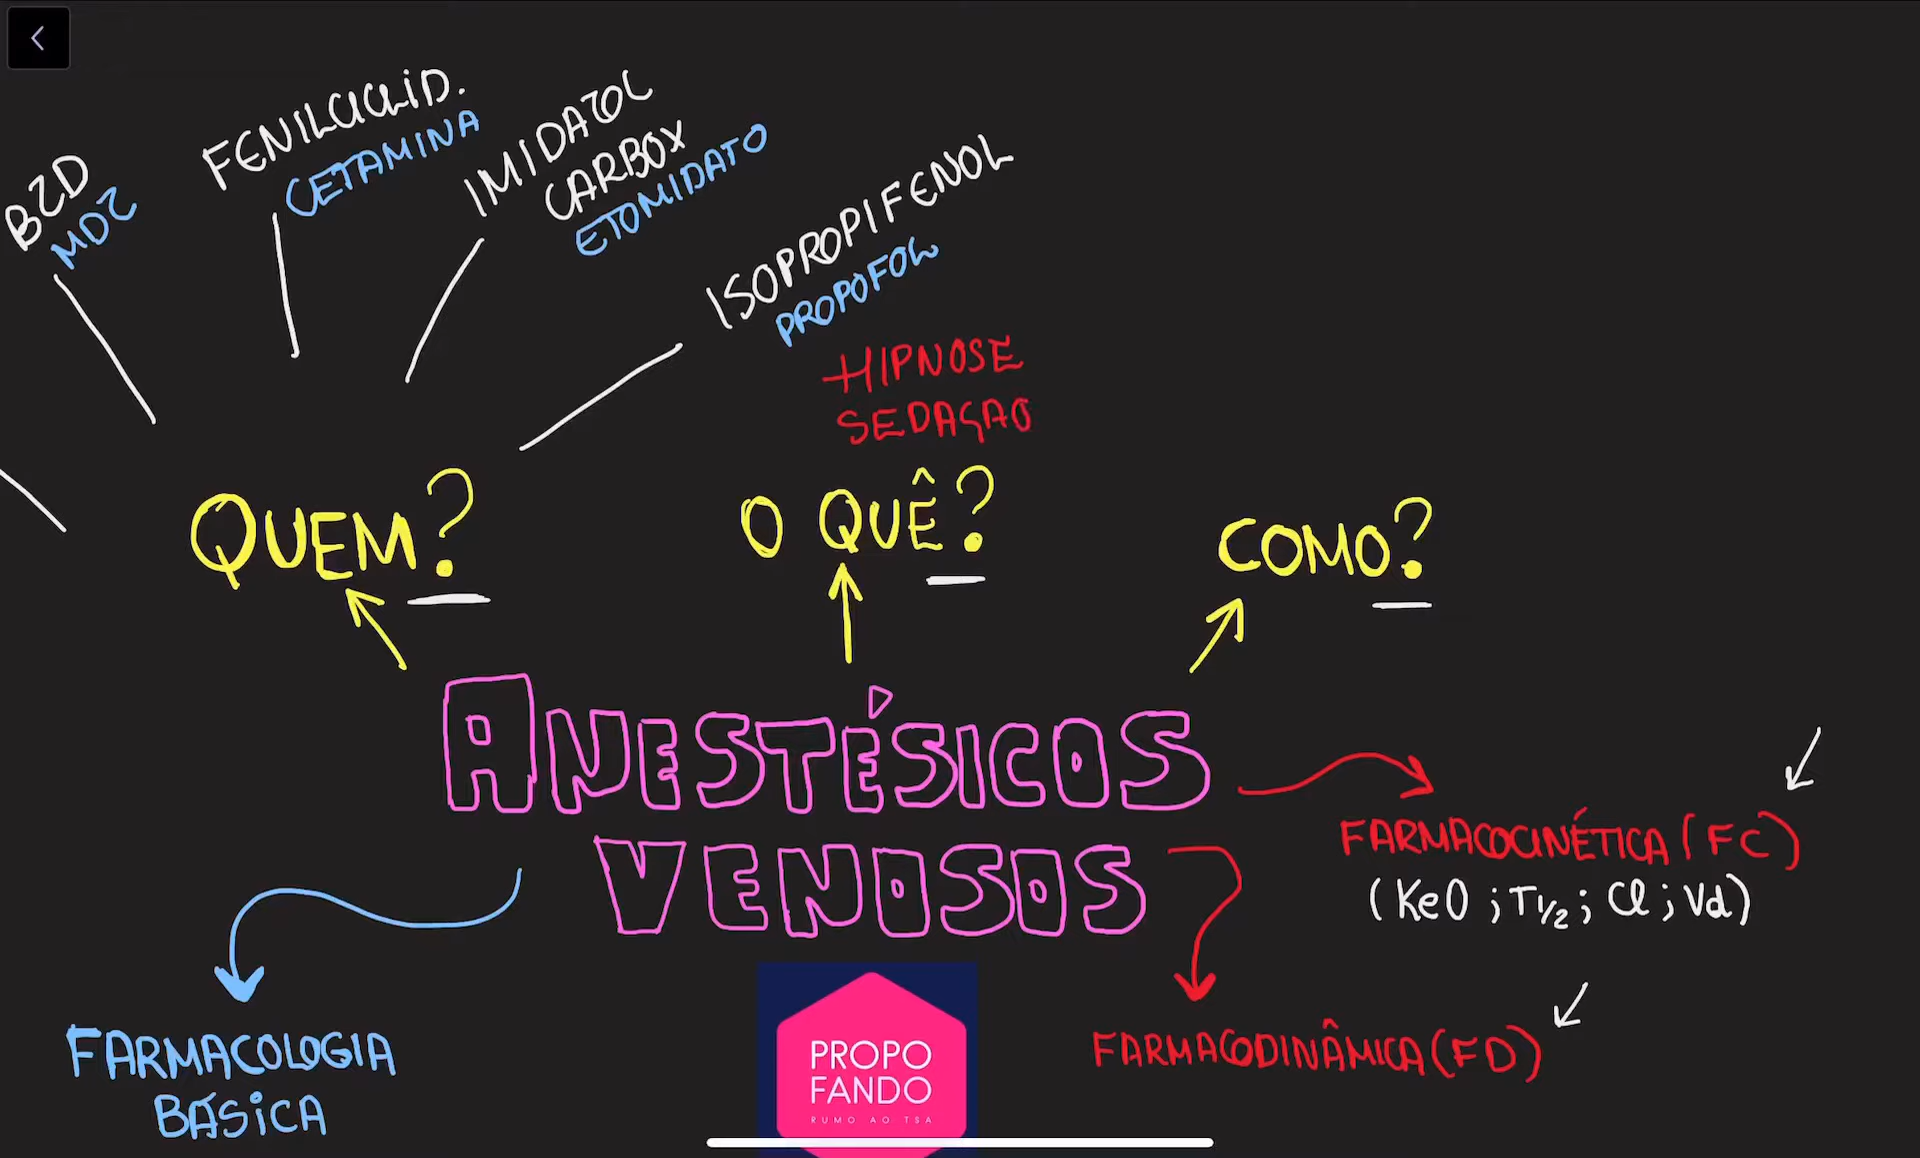 BZD
MDZ
FENILCICLID.
CETAMINA
IMIDAZOL
CARBOX
ETOMIDATO
ISOPROPIFENOL
PROPOFOL
HIPNOSE
SEDAÇAO
QUEM?
O QUÊ?
COMO?
ANESTÉSICOS
VENOSOS
FARMACOCINÉTICA (FC)
(Ke0 ; T1/2 ; Cl ; Vd)
FARMACODINÂMICA (FD)
FARMACOLOGIA
BÁSICA
PROPO
FANDO
RUMO AO TSA